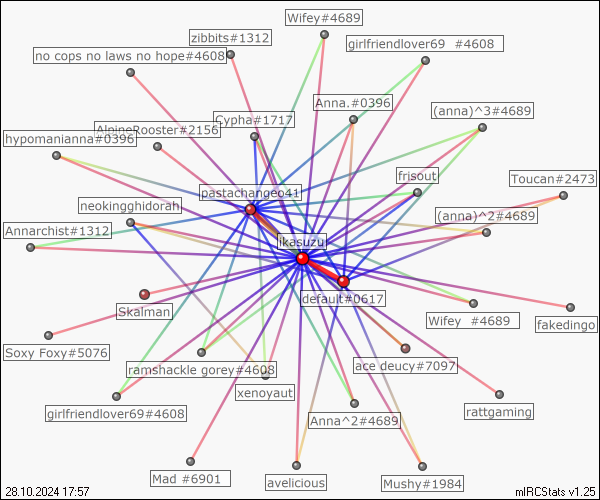 Wifey#4689
zibbits#1312
girlfriendlover69 #4608
no cops no laws no hope#4608
Anna.#0396
(anna)^3#4689
Cypha#1717
AlpineRooster#2156
hypomanianna#0396
frisout
Toucan#2473
pastachangeo41
neokingghidorah
(anna)^2#4689
Annarchist#1312
ikasuzu
default#0617
Skaiman
Wifey #4689
fakedingo
Soxy Foxy#5076
ramshackle gorey#4608
ace deucy#7097
xenoyaut
rattgaming
girlfriendlover69#4608
Anna^2#4689
Mad #6901
avelicious
Mushy#1984
28.10.2024 17:57
mIRCStats v1.25